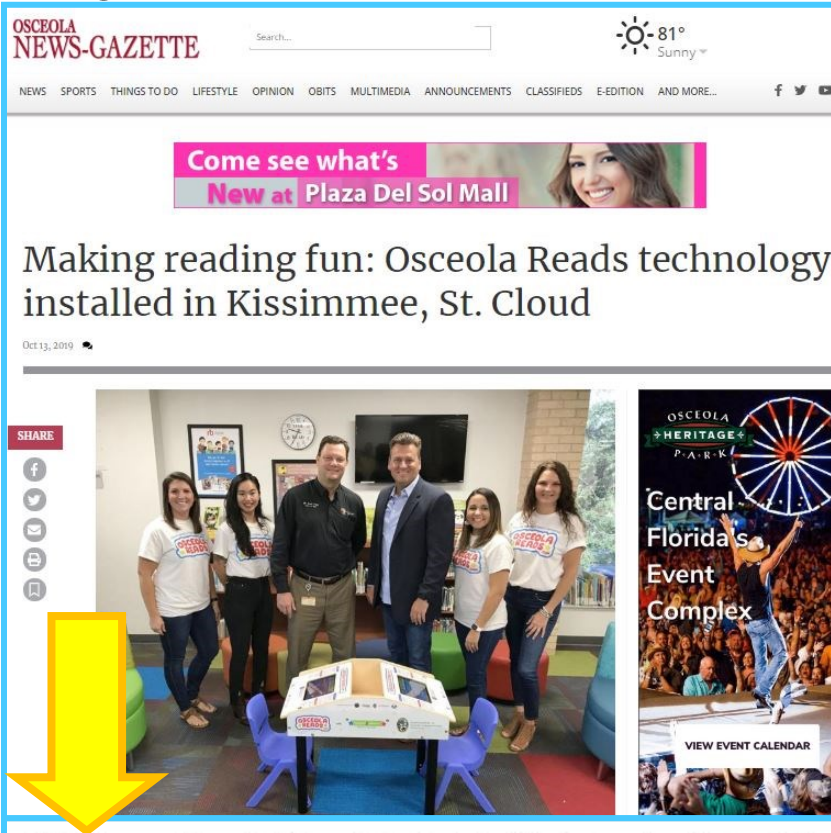 OSCEOLA
NEWS-GAZETTE
Search...
81°
Sunny
NEWS SPORTS THINGS TO DO LIFESTYLE OPINION OBITS MULTIMEDIA ANNOUNCEMENTS CLASSIFIEDS E-EDITION AND MORE...
Come see what's
New at Plaza Del Sol Mall
Making reading fun: Osceola Reads technology
installed in Kissimmee, St. Cloud
Oct 13, 2019
SHARE
OSCEOLA
HERITAGE
P·A·R·K
Central
Florida's
Event
Complex
VIEW EVENT CALENDAR
OSCEOLA
READS